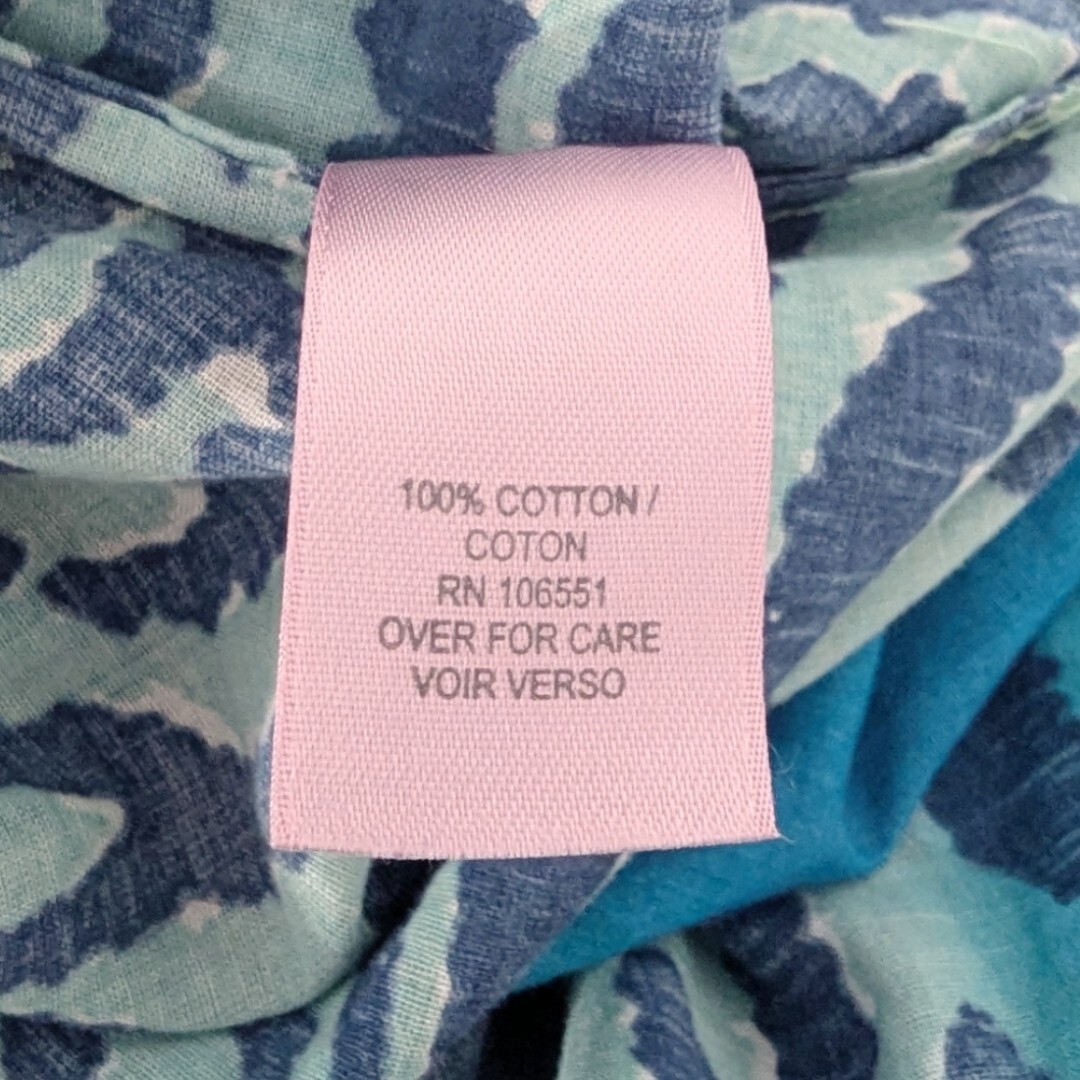 100% COTTON /
COTON
RN 106551
OVER FOR CARE
VOIR VERSO